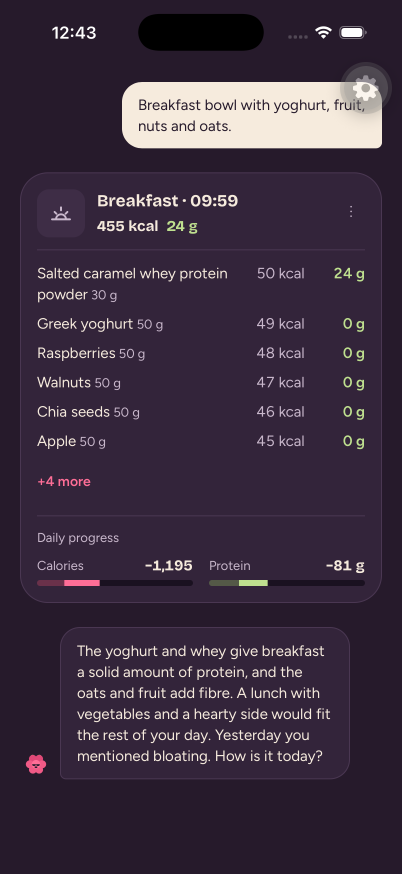 12:43
Breakfast bowl with yoghurt, fruit,
nuts and oats.
Breakfast · 09:59
455 kcal 24 g
Salted caramel whey protein 50 kcal 24 g
powder 30 g
Greek yoghurt 50 g 49 kcal 0 g
Raspberries 50 g 48 kcal 0 g
Walnuts 50 g 47 kcal 0 g
Chia seeds 50 g 46 kcal 0 g
Apple 50 g 45 kcal 0 g
+4 more
Daily progress
Calories -1,195 Protein -81 g
The yoghurt and whey give breakfast
a solid amount of protein, and the
oats and fruit add fibre. A lunch with
vegetables and a hearty side would fit
the rest of your day. Yesterday you
mentioned bloating. How is it today?